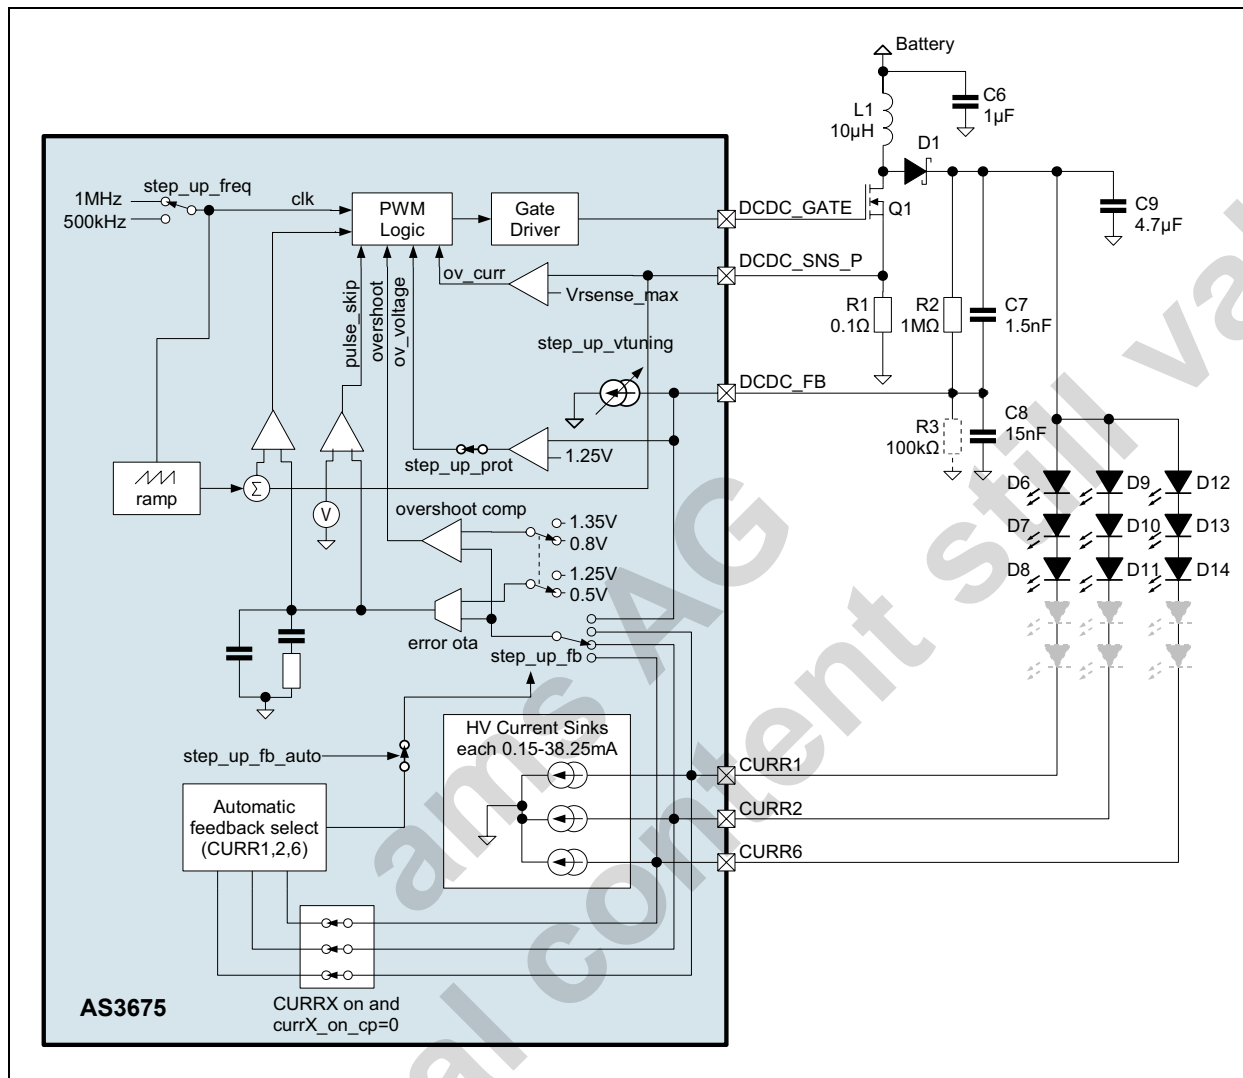 Battery
C6
1µF
L1
10µH
D1
Q1
C9
4.7µF
step_up_freq
1MHz
500kHz
clk
PWM
Logic
Gate
Driver
DCDC_GATE
DCDC_SNS_P
ov_curr
Vrsense_max
R1
0.1Ω
R2
1MΩ
C7
1.5nF
pulse_skip
overshoot
ov_voltage
step_up_vtuning
DCDC_FB
R3
100kΩ
C8
15nF
step_up_prot
1.25V
ramp
Σ
V
overshoot comp
1.35V
0.8V
1.25V
0.5V
error ota
step_up_fb
D6
D9
D12
D7
D10
D13
D8
D11
D14
step_up_fb_auto
HV Current Sinks
each 0.15-38.25mA
CURR1
CURR2
CURR6
Automatic
feedback select
(CURR1,2,6)
AS3675
CURRX on and
currX_on_cp=0
ams AG
al content still va